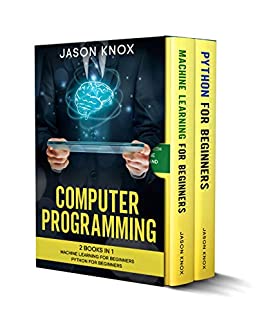 JASON KNOX
COMPUTER
PROGRAMMING
2 BOOKS IN 1
MACHINE LEARNING FOR BEGINNERS
PYTHON FOR BEGINNERS
MACHINE LEARNING FOR BEGINNERS
JASON KNOX
PYTHON FOR BEGINNERS
JASON KNOX